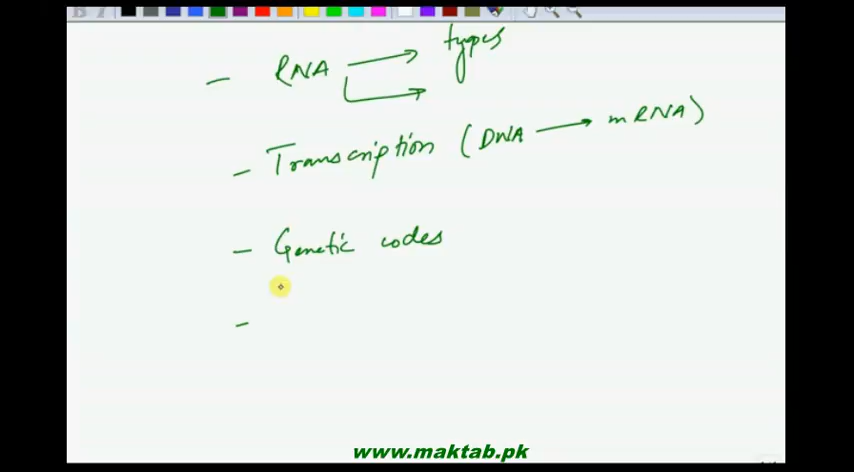 - RNA → types
- Transcription (DNA → mRNA)
- Genetic codes
-
www.maktab.pk